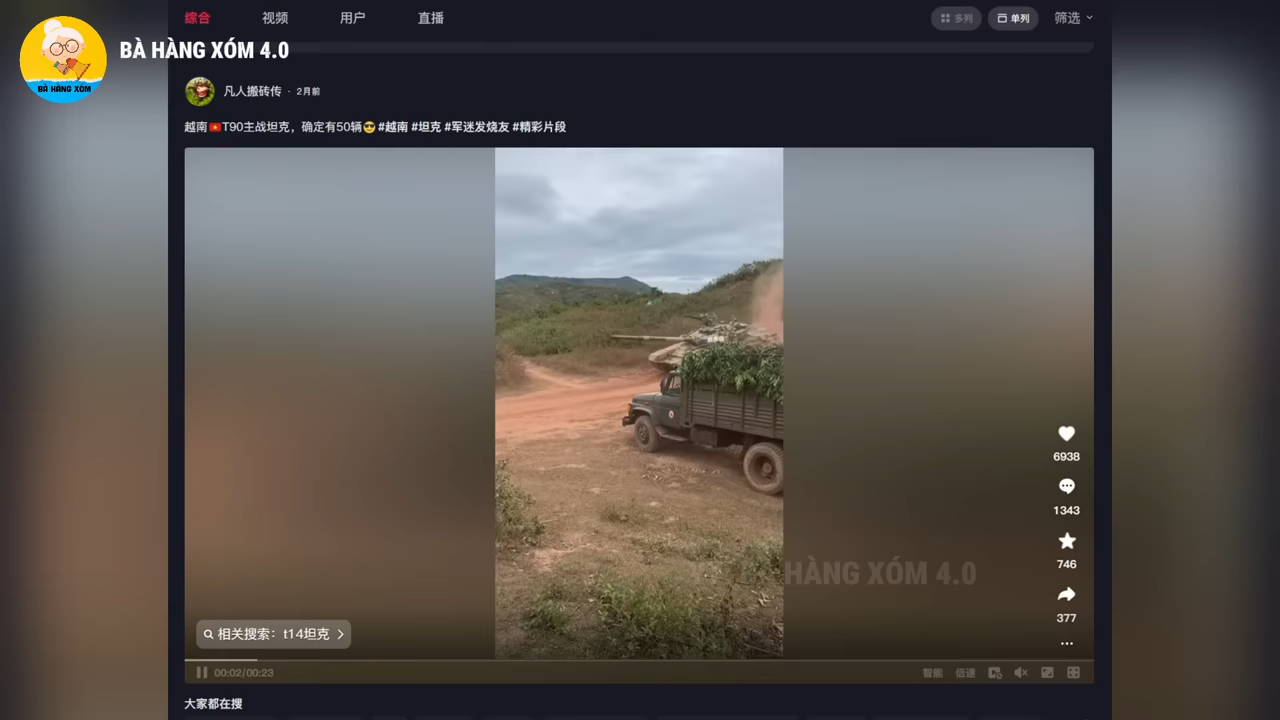 综合 视频 用户 直播 多列 单列 筛选
BÀ HÀNG XÓM 4.0
BÀ HÀNG XÓM
凡人搬砖传 · 2月前
越南🇻🇳T90主战坦克，确定有50辆😎 #越南 #坦克 #军迷发烧友 #精彩片段
6938
1343
HÀNG XÓM 4.0
746
377
相关搜索：t14坦克
00:02/00:23 智能 倍速
大家都在搜